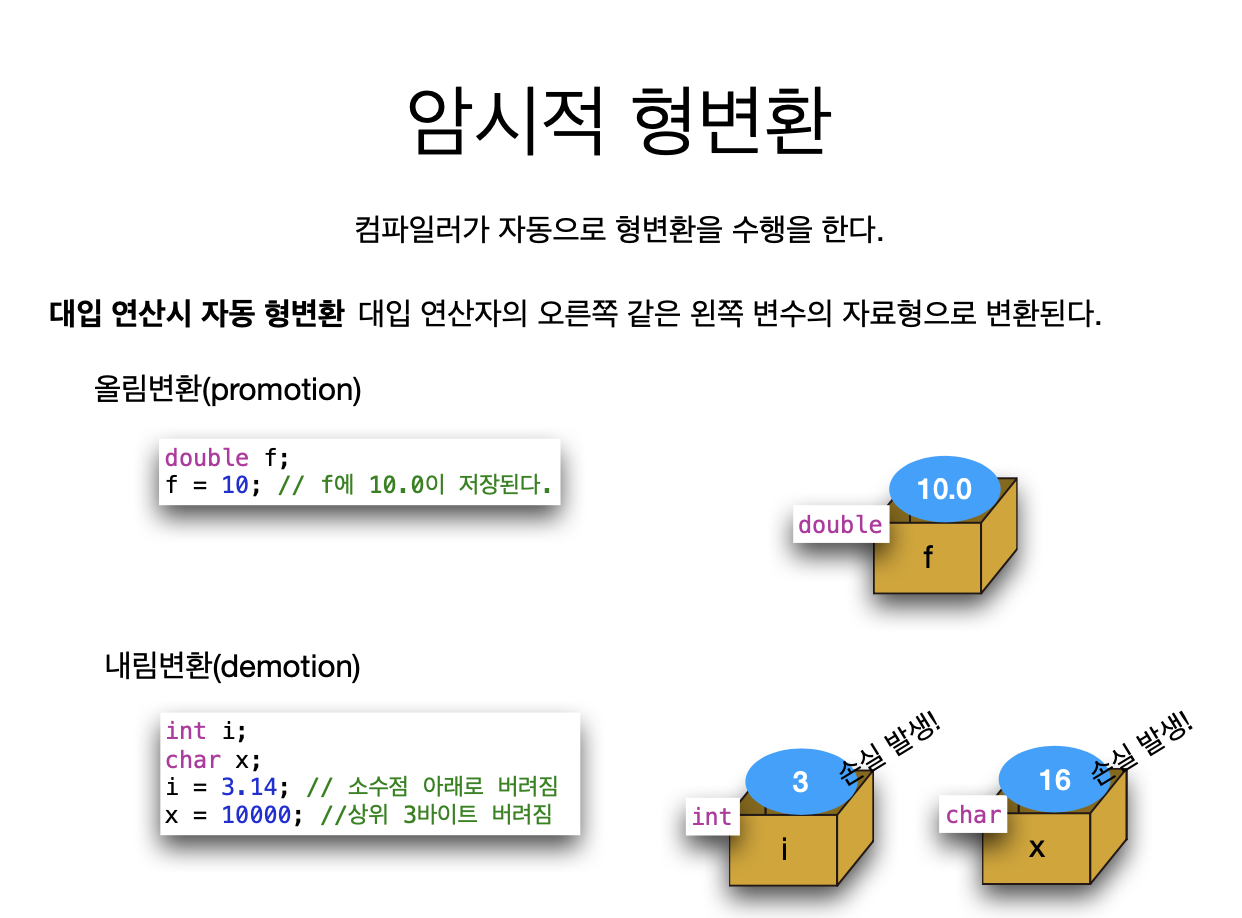 암시적 형변환
컴파일러가 자동으로 형변환을 수행을 한다.
대입 연산시 자동 형변환 대입 연산자의 오른쪽 같은 왼쪽 변수의 자료형으로 변환된다.
올림변환(promotion)
double f;
f = 10; // f에 10.0이 저장된다.
10.0
double
f
내림변환(demotion)
int i;
char x;
i = 3.14; // 소수점 아래로 버려짐
x = 10000; //상위 3바이트 버려짐
손실 발생!
3
int
i
손실 발생!
16
char
x